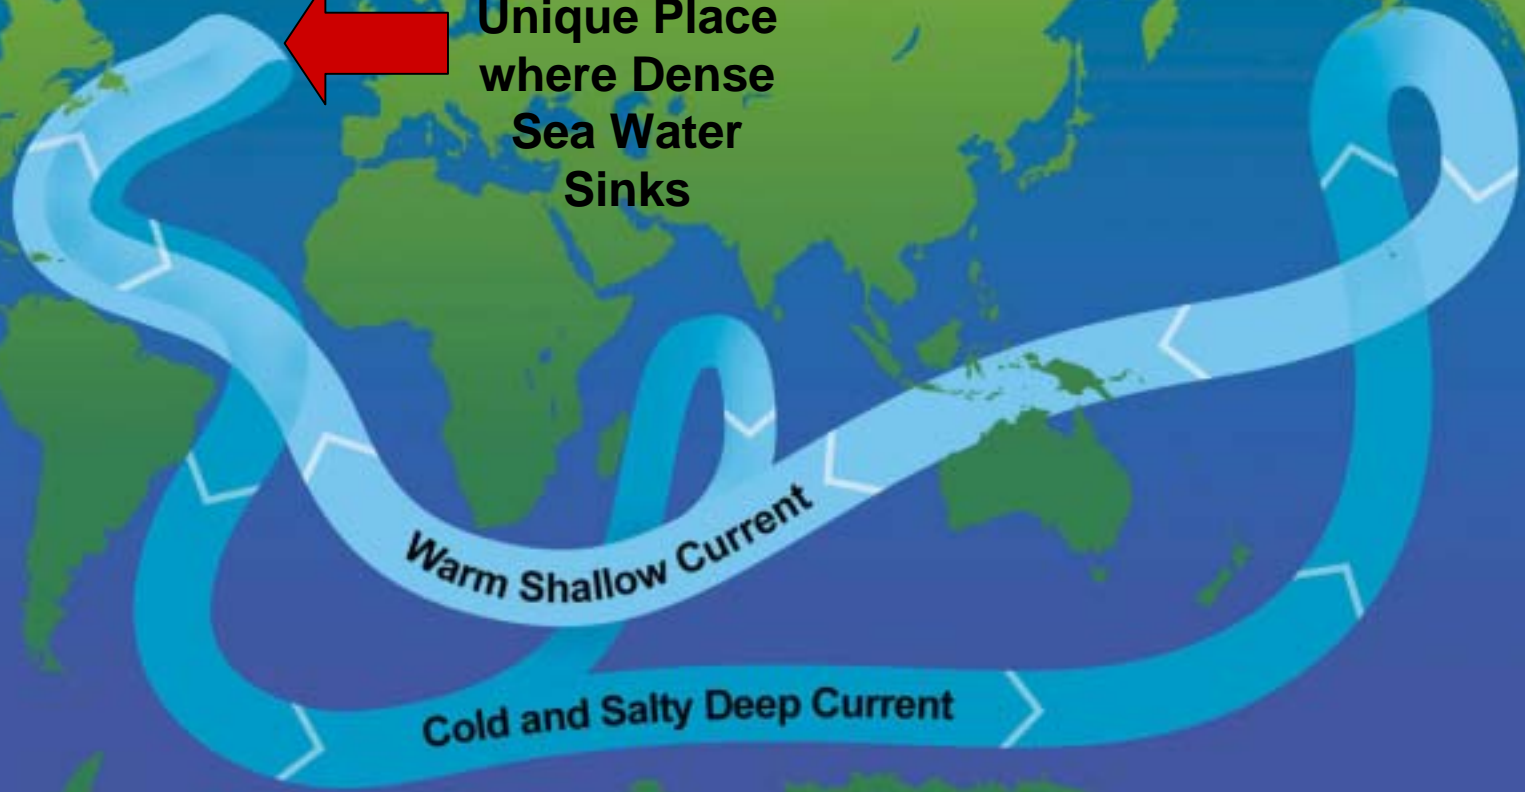 Unique Place
where Dense
Sea Water
Sinks
Warm Shallow Current
Cold and Salty Deep Current